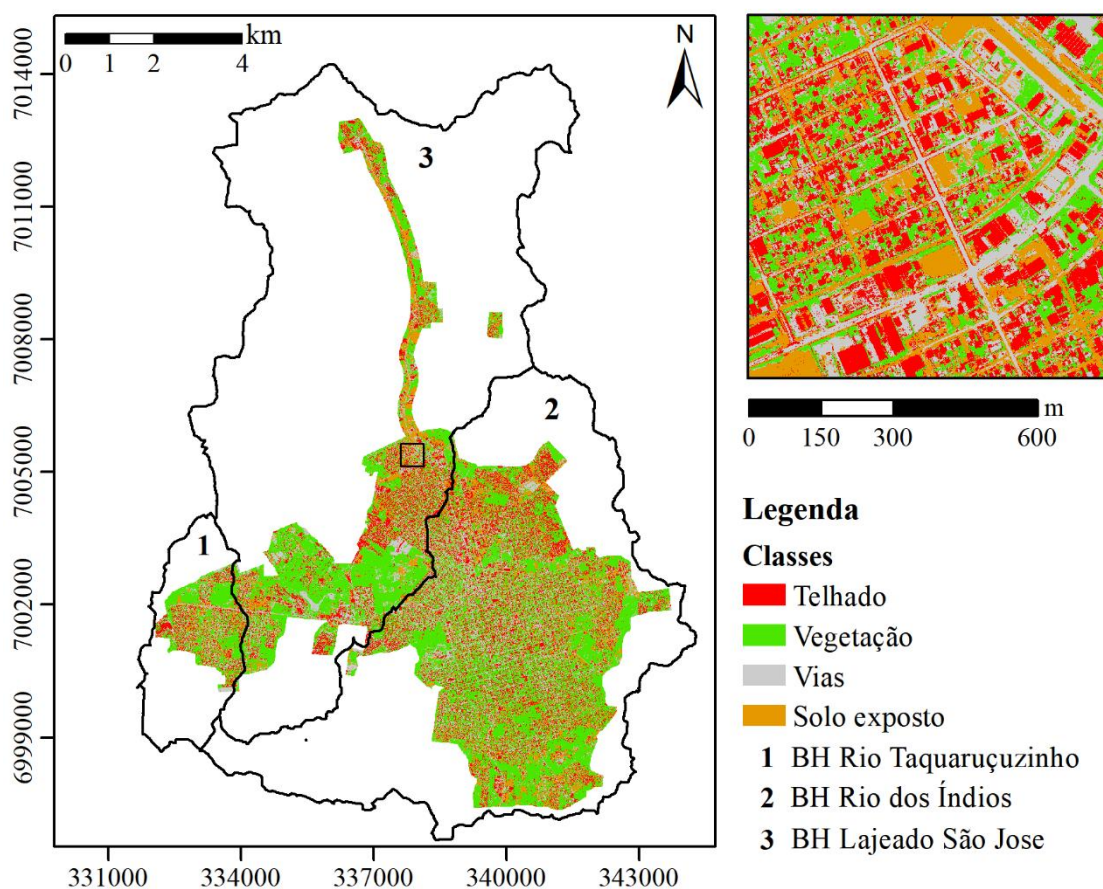 km
0 1 2 4
N
7014000
7011000
7008000
7005000
7002000
6999000
3
2
1
331000 334000 337000 340000 343000
m
0 150 300 600
Legenda
Classes
Telhado
Vegetação
Vias
Solo exposto
1 BH Rio Taquaruçuzinho
2 BH Rio dos Índios
3 BH Lajeado São Jose